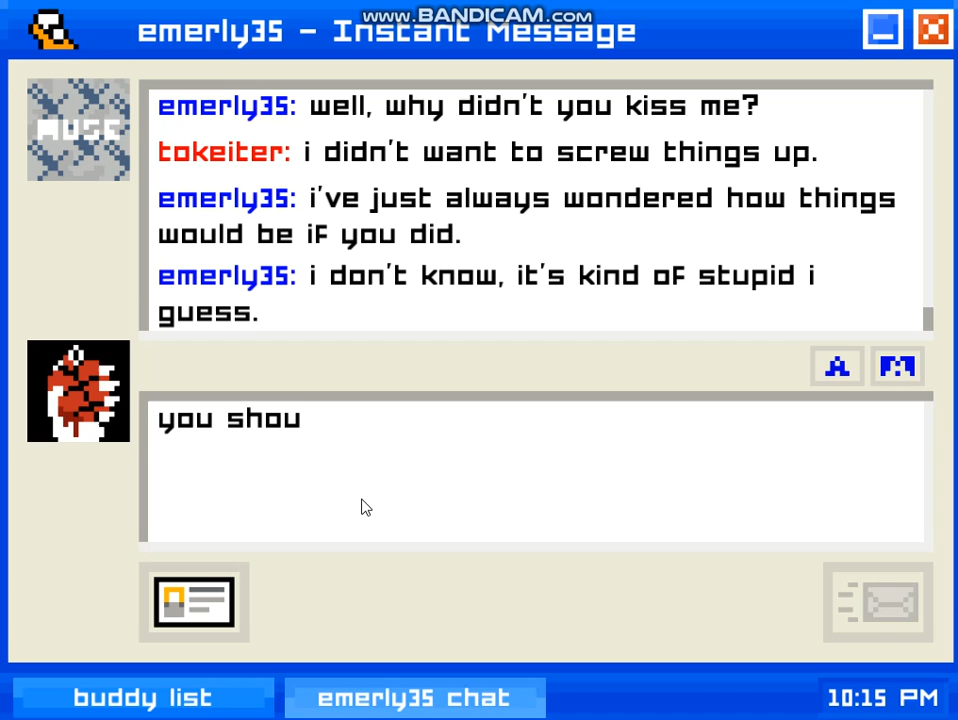 www.BANDICAM.com
emerly35 - Instant Message
MUSE
emerly35: well, why didn't you kiss me?
tokeiter: i didn't want to screw things up.
emerly35: i've just always wondered how things
would be if you did.
emerly35: i don't know, it's kind of stupid i
guess.
A
you shou
buddy list
emerly35 chat
10:15 PM